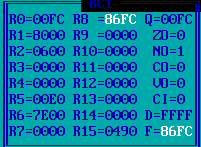 R0=00FC R8 =86FC Q=00FC
R1=8000 R9 =0000 ZO=0
R2=0600 R10=0000 NO=1
R3=0000 R11=0000 CO=0
R4=0000 R12=0000 VO=0
R5=00E0 R13=0000 CI=0
R6=7E00 R14=0000 D=FFFF
R7=0000 R15=0490 F=86FC